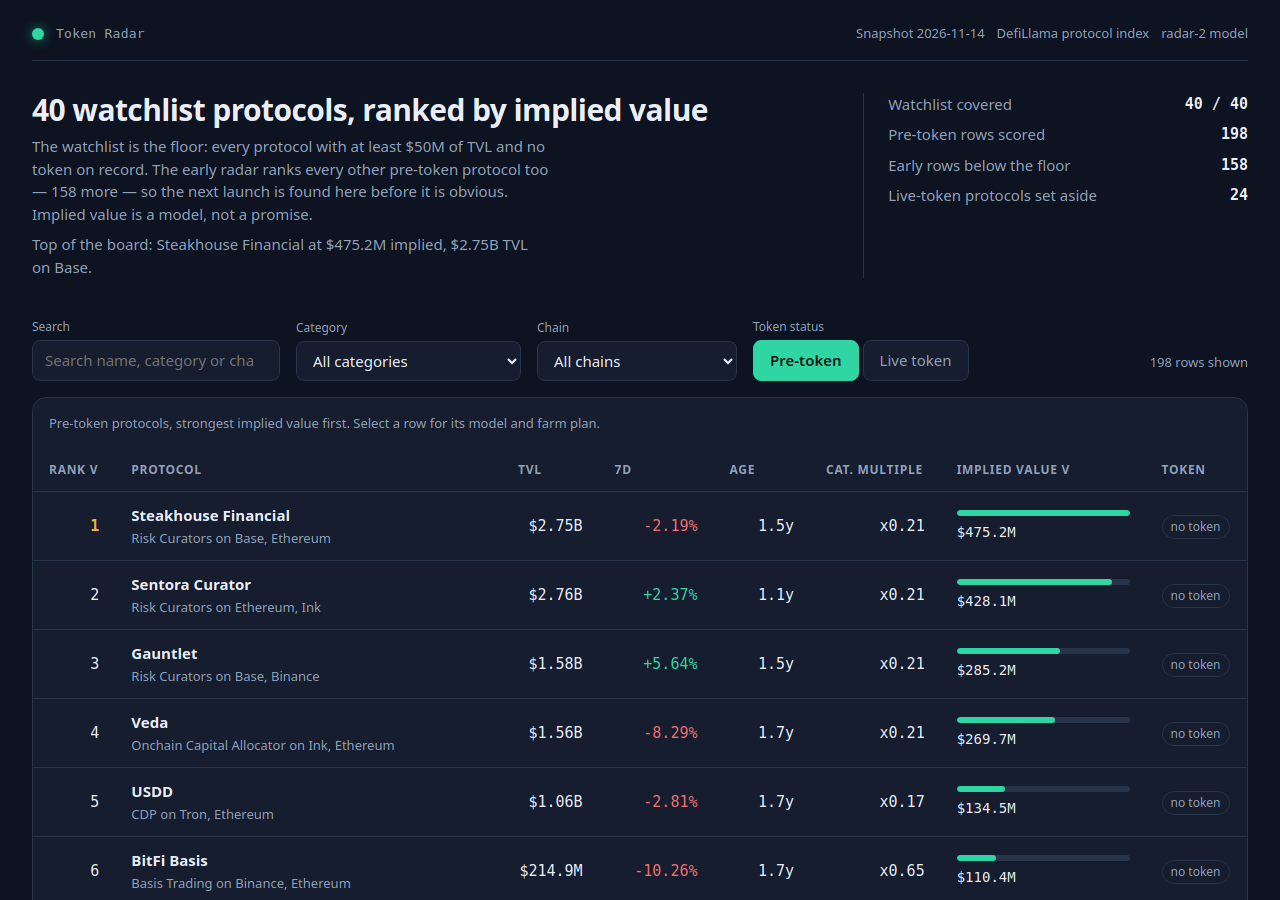 Token Radar
Snapshot 2026-11-14 DefiLlama protocol index radar-2 model
40 watchlist protocols, ranked by implied value
The watchlist is the floor: every protocol with at least $50M of TVL and no
token on record. The early radar ranks every other pre-token protocol too
— 158 more — so the next launch is found here before it is obvious.
Implied value is a model, not a promise.
Top of the board: Steakhouse Financial at $475.2M implied, $2.75B TVL
on Base.
Watchlist covered 40 / 40
Pre-token rows scored 198
Early rows below the floor 158
Live-token protocols set aside 24
Search Category Chain Token status
Search name, category or cha All categories All chains Pre-token Live token 198 rows shown
Pre-token protocols, strongest implied value first. Select a row for its model and farm plan.
RANK V PROTOCOL TVL 7D AGE CAT. MULTIPLE IMPLIED VALUE V TOKEN
1 Steakhouse Financial $2.75B -2.19% 1.5y x0.21 $475.2M no token
Risk Curators on Base, Ethereum
2 Sentora Curator $2.76B +2.37% 1.1y x0.21 $428.1M no token
Risk Curators on Ethereum, Ink
3 Gauntlet $1.58B +5.64% 1.5y x0.21 $285.2M no token
Risk Curators on Base, Binance
4 Veda $1.56B -8.29% 1.7y x0.21 $269.7M no token
Onchain Capital Allocator on Ink, Ethereum
5 USDD $1.06B -2.81% 1.7y x0.17 $134.5M no token
CDP on Tron, Ethereum
6 BitFi Basis $214.9M -10.26% 1.7y x0.65 $110.4M no token
Basis Trading on Binance, Ethereum